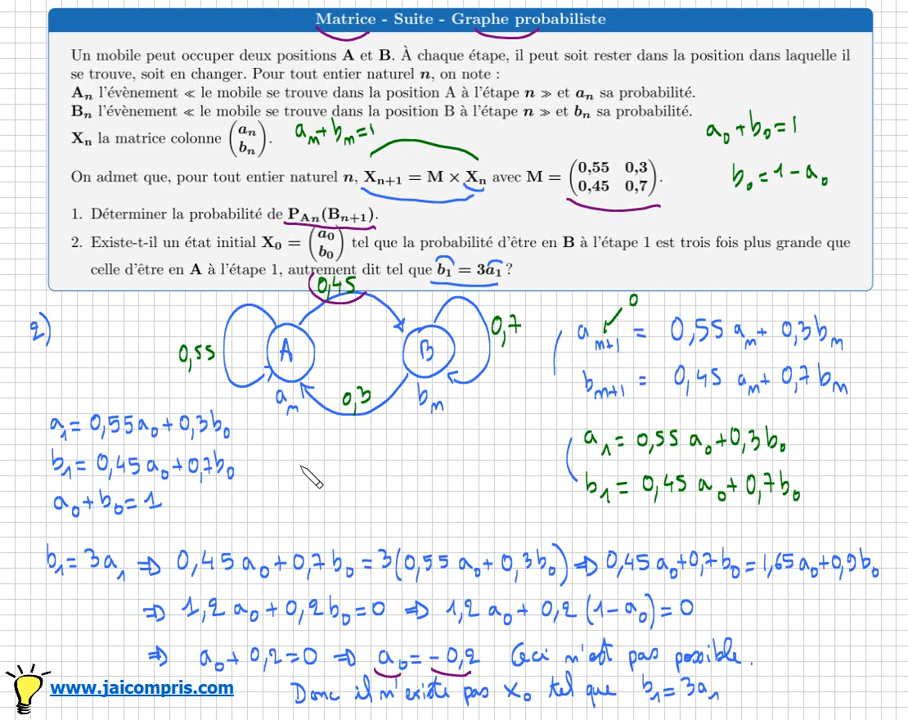 Matrice - Suite - Graphe probabiliste
Un mobile peut occuper deux positions A et B. À chaque étape, il peut soit rester dans la position dans laquelle il
se trouve, soit en changer. Pour tout entier naturel n, on note :
Aₙ l'évènement « le mobile se trouve dans la position A à l'étape n » et aₙ sa probabilité.
Bₙ l'évènement « le mobile se trouve dans la position B à l'étape n » et bₙ sa probabilité.
Xₙ la matrice colonne (aₙ bₙ). aₙ + bₙ = 1
a₀ + b₀ = 1
b₀ = 1 - a₀
On admet que, pour tout entier naturel n, Xₙ₊₁ = M × Xₙ avec M = (0,55 0,3
0,45 0,7).
1. Déterminer la probabilité de P_Aₙ(Bₙ₊₁).
2. Existe-t-il un état initial X₀ = (a₀ b₀) tel que la probabilité d'être en B à l'étape 1 est trois fois plus grande que
celle d'être en A à l'étape 1, autrement dit tel que b₁ = 3a₁ ?
2)
0,45
0,55
A
B
0,7
0,3
aₙ
bₙ
0
aₙ₊₁ = 0,55 aₙ + 0,3 bₙ
bₙ₊₁ = 0,45 aₙ + 0,7 bₙ
a₁ = 0,55 a₀ + 0,3 b₀
b₁ = 0,45 a₀ + 0,7 b₀
a₁ = 0,55 a₀ + 0,3 b₀
b₁ = 0,45 a₀ + 0,7 b₀
a₀ + b₀ = 1
b₁ = 3a₁ ⇒ 0,45 a₀ + 0,7 b₀ = 3(0,55 a₀ + 0,3 b₀) ⇒ 0,45 a₀ + 0,7 b₀ = 1,65 a₀ + 0,9 b₀
⇒ 1,2 a₀ + 0,2 b₀ = 0 ⇒ 1,2 a₀ + 0,2 (1 - a₀) = 0
⇒ a₀ + 0,2 = 0 ⇒ a₀ = -0,2 Ceci n'est pas possible.
Donc il n'existe pas X₀ tel que b₁ = 3a₁
www.jaicompris.com